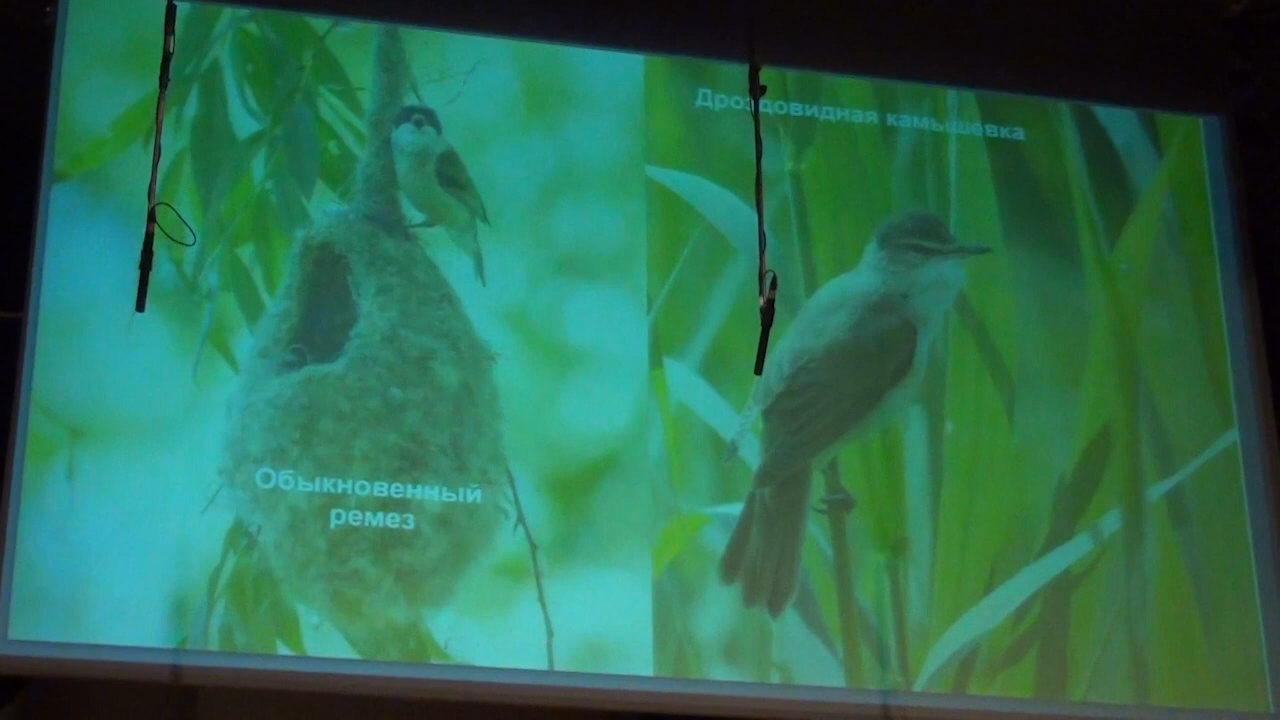 Обыкновенный
ремез
Дроздовидная камышевка